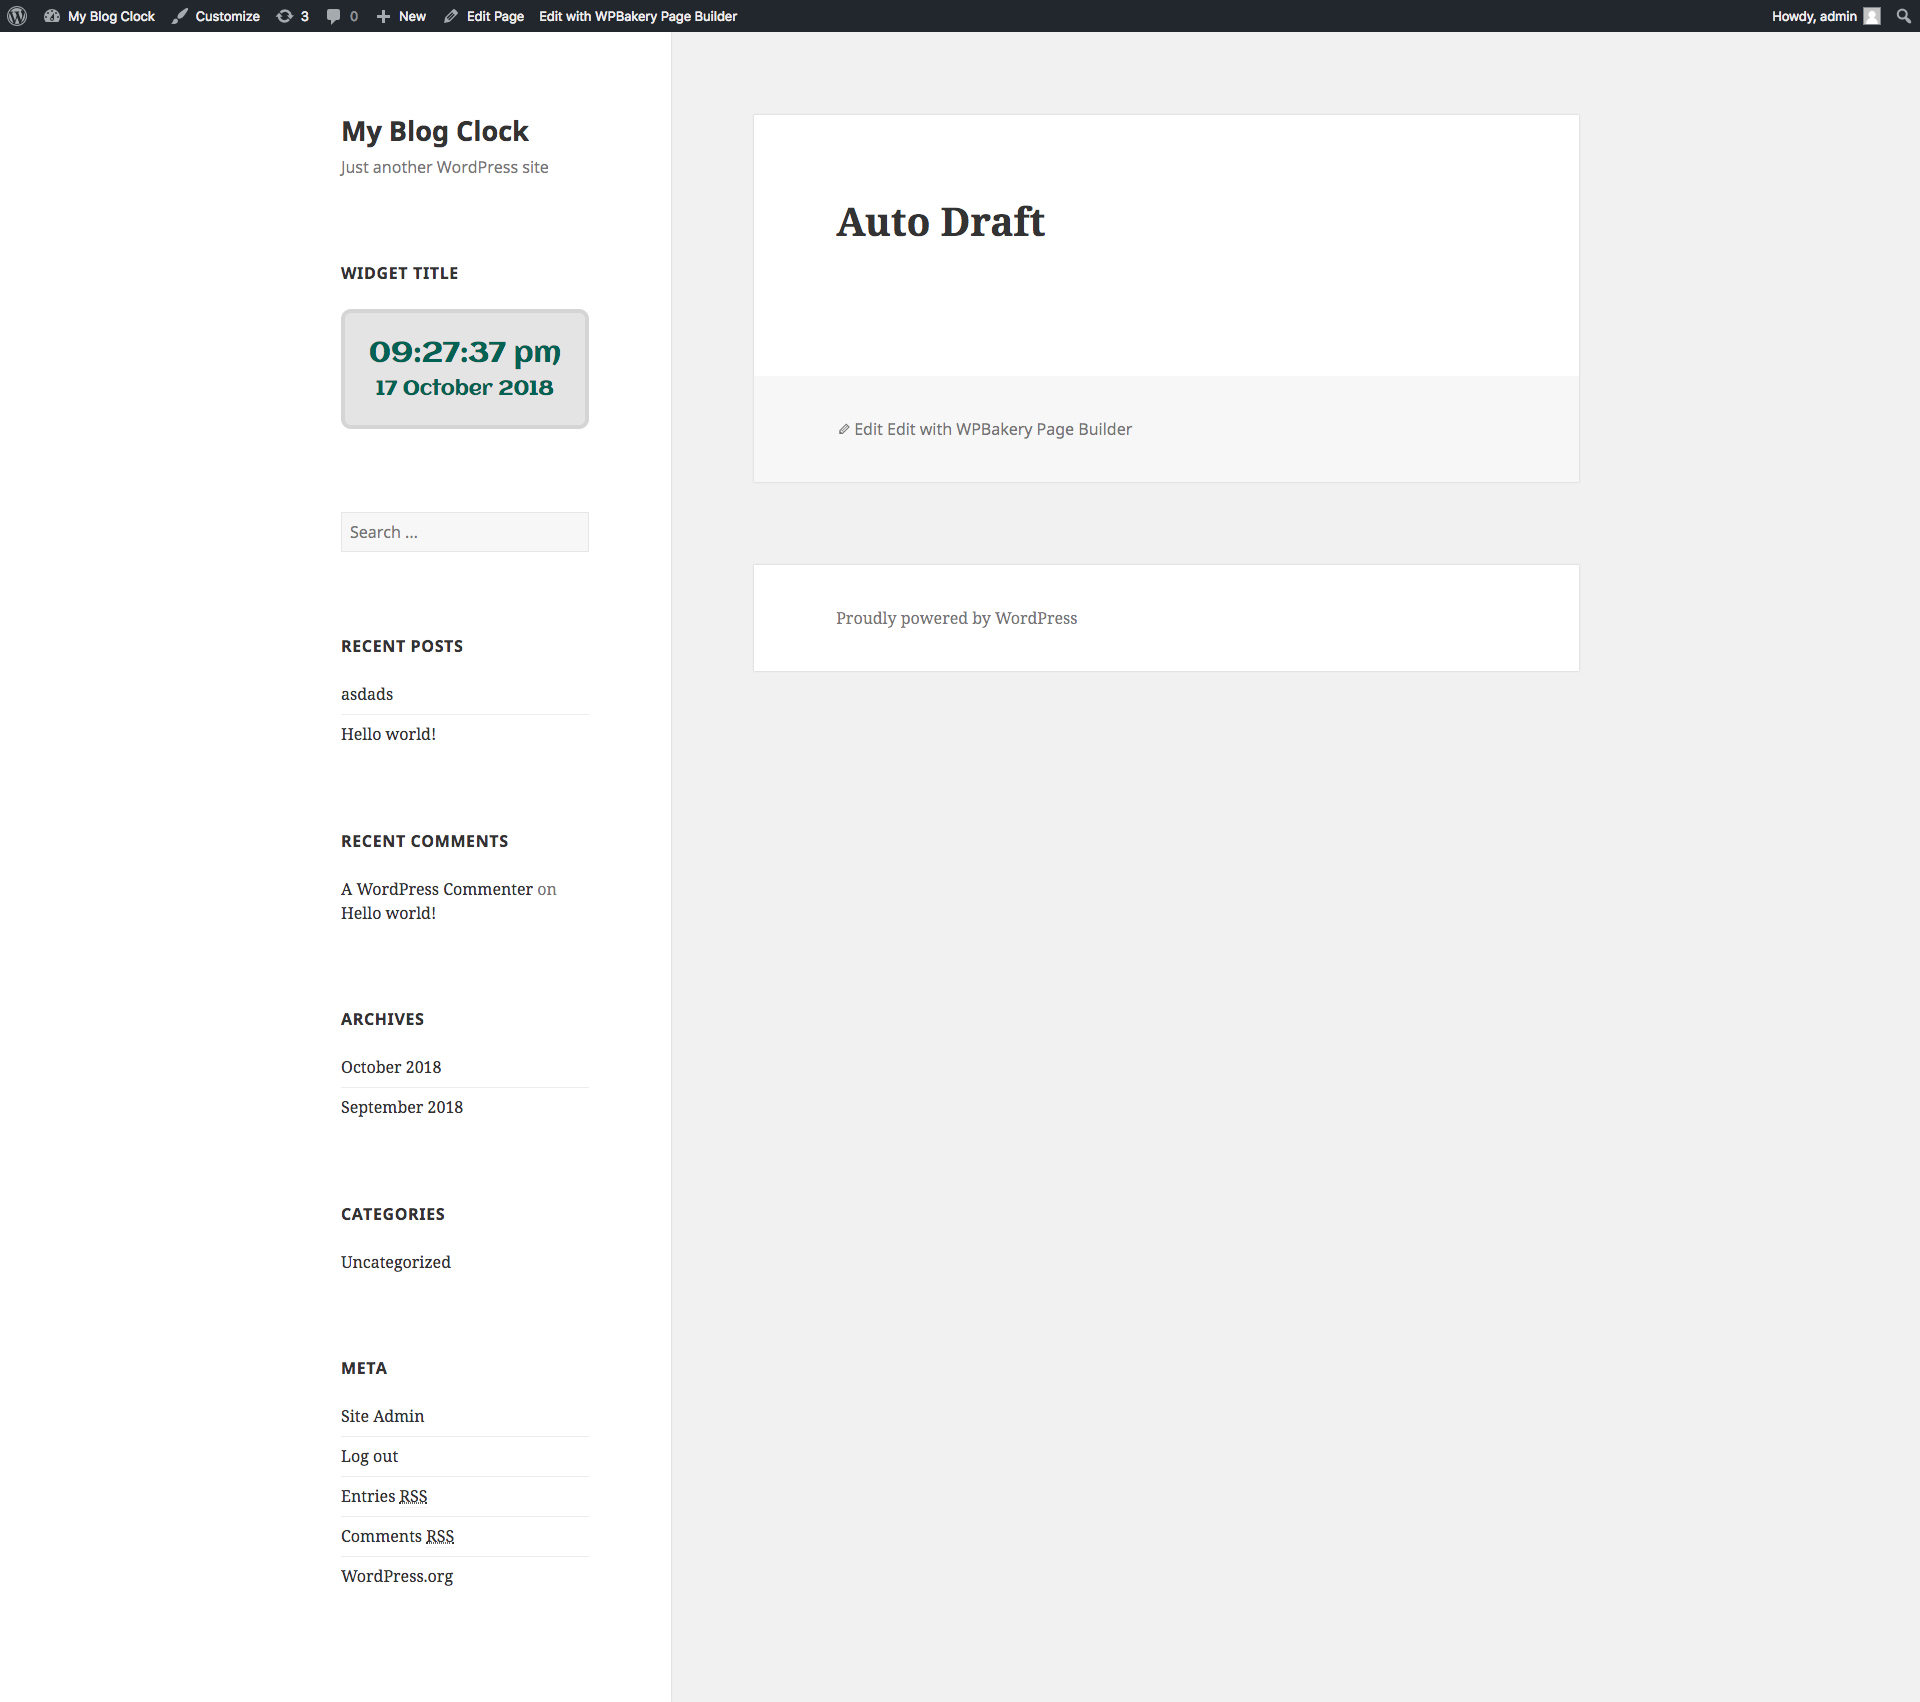 My Blog Clock Customize 3 0 New Edit Page Edit with WPBakery Page Builder Howdy, admin
My Blog Clock
Just another WordPress site
WIDGET TITLE
09:27:37 pm
17 October 2018
Search ...
RECENT POSTS
asdads
Hello world!
RECENT COMMENTS
A WordPress Commenter on
Hello world!
ARCHIVES
October 2018
September 2018
CATEGORIES
Uncategorized
META
Site Admin
Log out
Entries RSS
Comments RSS
WordPress.org
Auto Draft
Edit Edit with WPBakery Page Builder
Proudly powered by WordPress